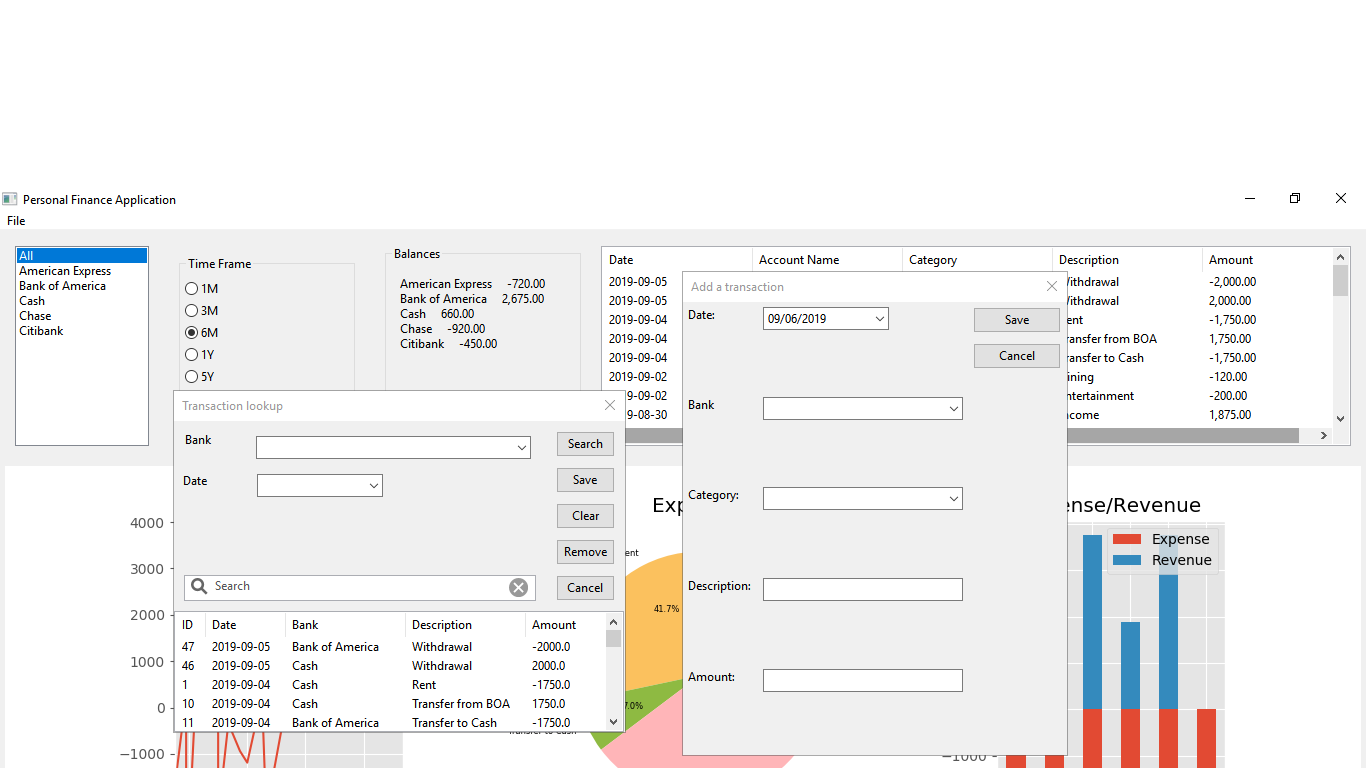 Personal Finance Application
File
All
American Express
Bank of America
Cash
Chase
Citibank
Time Frame
1M
3M
6M
1Y
5Y
Balances
American Express -720.00
Bank of America 2,675.00
Cash 660.00
Chase -920.00
Citibank -450.00
Date Account Name Category Description Amount
2019-09-05 ithdrawal -2,000.00
2019-09-05 ithdrawal 2,000.00
2019-09-04 ent -1,750.00
2019-09-04 ransfer from BOA 1,750.00
2019-09-04 ransfer to Cash -1,750.00
2019-09-02 ining -120.00
-09-02 ntertainment -200.00
9-08-30 ncome 1,875.00
Transaction lookup
Bank
Date
Search
Save
Clear
Remove
Cancel
Search
ID Date Bank Description Amount
47 2019-09-05 Bank of America Withdrawal -2000.0
46 2019-09-05 Cash Withdrawal 2000.0
1 2019-09-04 Cash Rent -1750.0
10 2019-09-04 Cash Transfer from BOA 1750.0
11 2019-09-04 Bank of America Transfer to Cash -1750.0
Add a transaction
Date: 09/06/2019
Save
Cancel
Bank
Category:
Description:
Amount:
4000
3000
2000
1000
0
−1000
Exp
ent
41.7%
7.0%
Transfer to Cash
ense/Revenue
Expense
Revenue
−1000